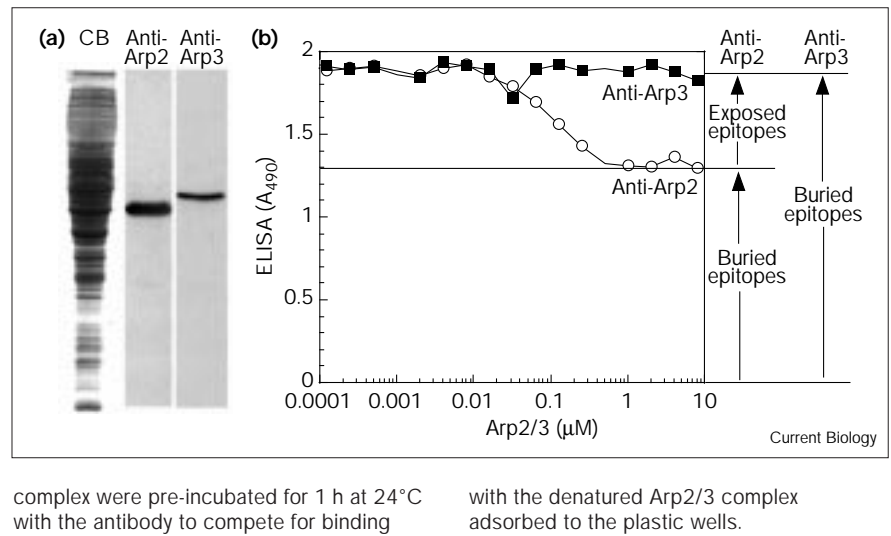 (a) CB Anti-Arp2 Anti-Arp3
(b)
2
1.5
1
0.5
0
ELISA (A490)
0.0001 0.001 0.01 0.1 1 10
Arp2/3 (μM)
Anti-Arp3
Anti-Arp2
Anti-
Arp2
Anti-
Arp3
Exposed
epitopes
Buried
epitopes
Buried
epitopes
Current Biology
complex were pre-incubated for 1 h at 24°C
with the antibody to compete for binding
with the denatured Arp2/3 complex
adsorbed to the plastic wells.